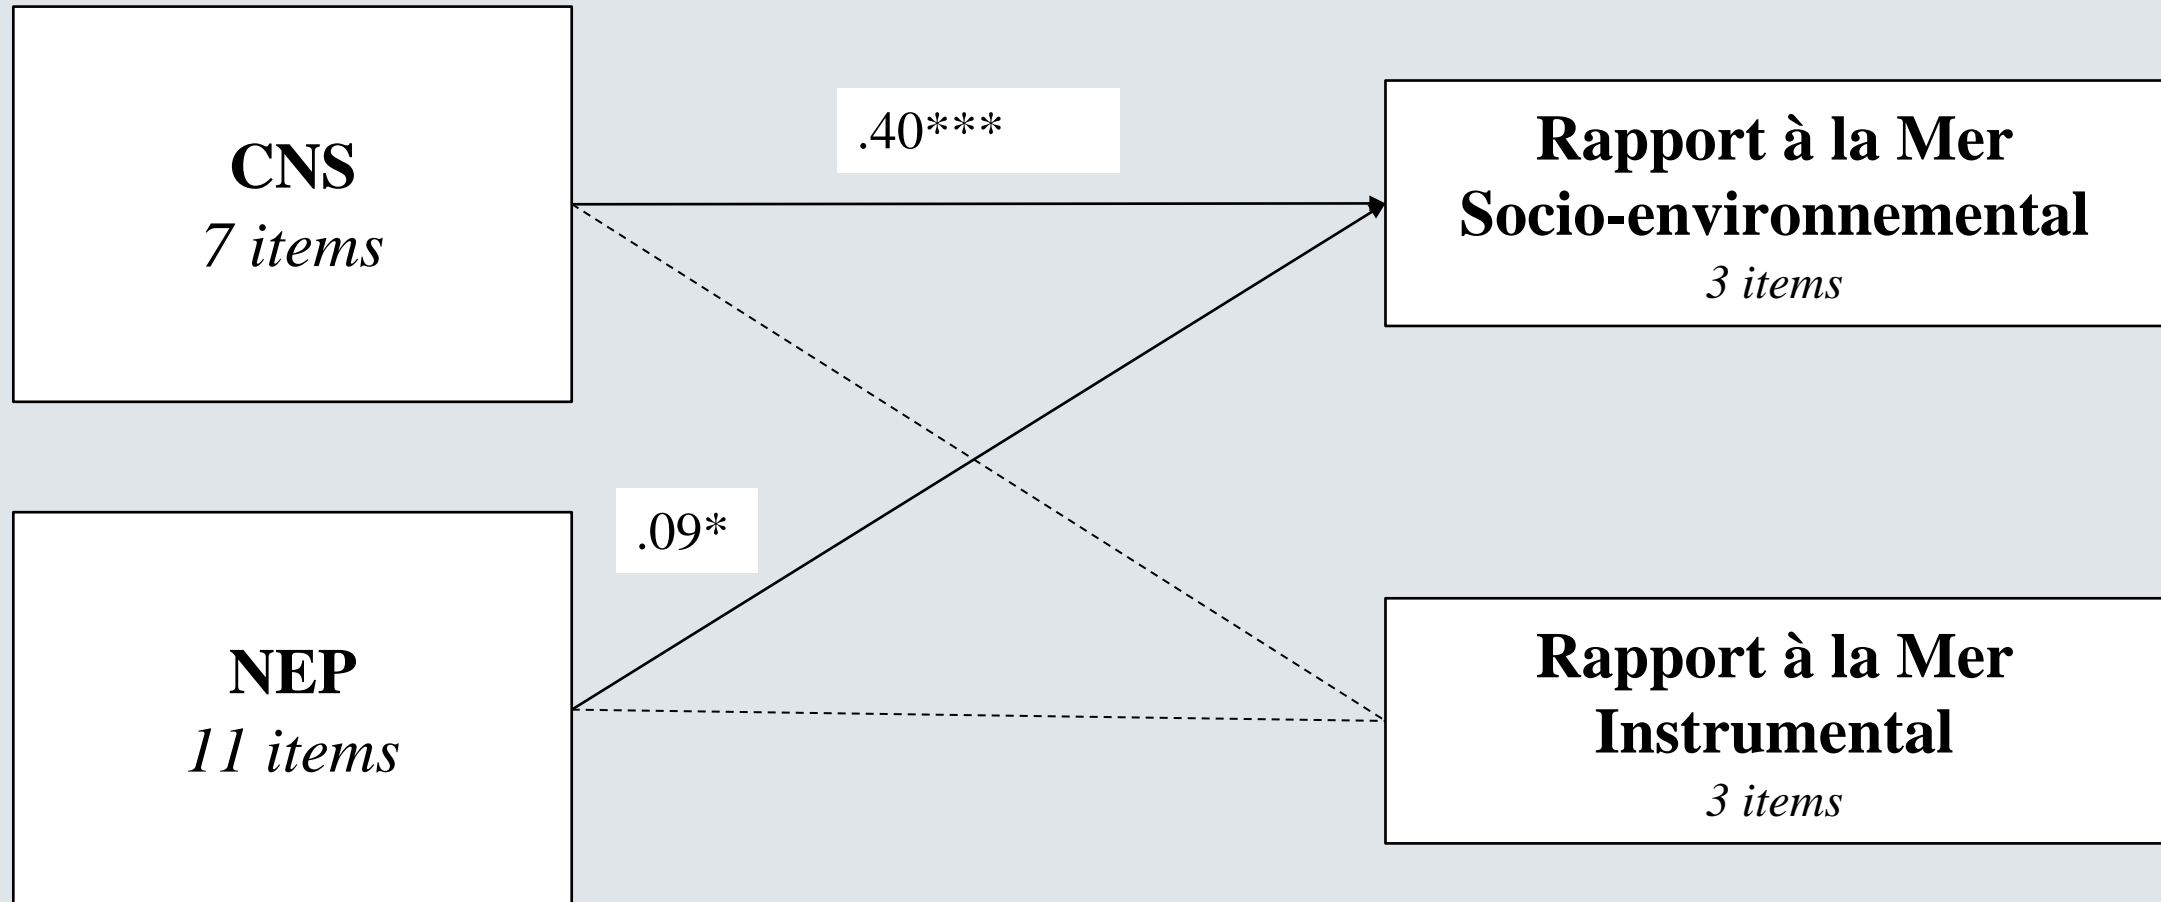 CNS
7 items
.40***
Rapport à la Mer
Socio-environnemental
3 items
NEP
11 items
.09*
Rapport à la Mer
Instrumental
3 items